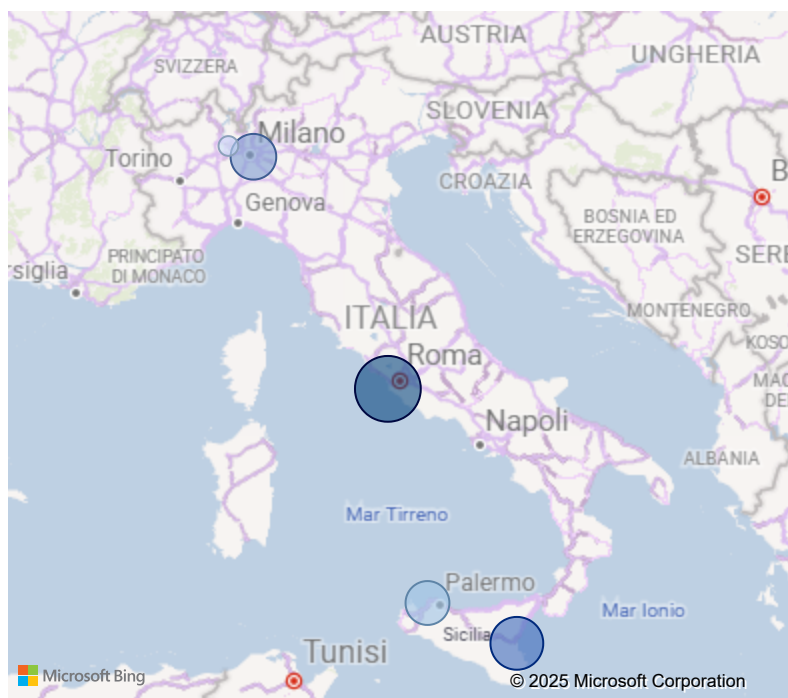 AUSTRIA
UNGHERIA
SVIZZERA
SLOVENIA
Milano
Torino
CROAZIA
B
Genova
BOSNIA ED
ERZEGOVINA
PRINCIPATO
DI MONACO
SERE
rsiglia
MONTENEGRO
ITALIA
KOSO
Roma
MAC
DE
Napoli
ALBANIA
Mar Tirreno
Palermo
Mar Ionio
Sicilia
Tunisi
Microsoft Bing
© 2025 Microsoft Corporation